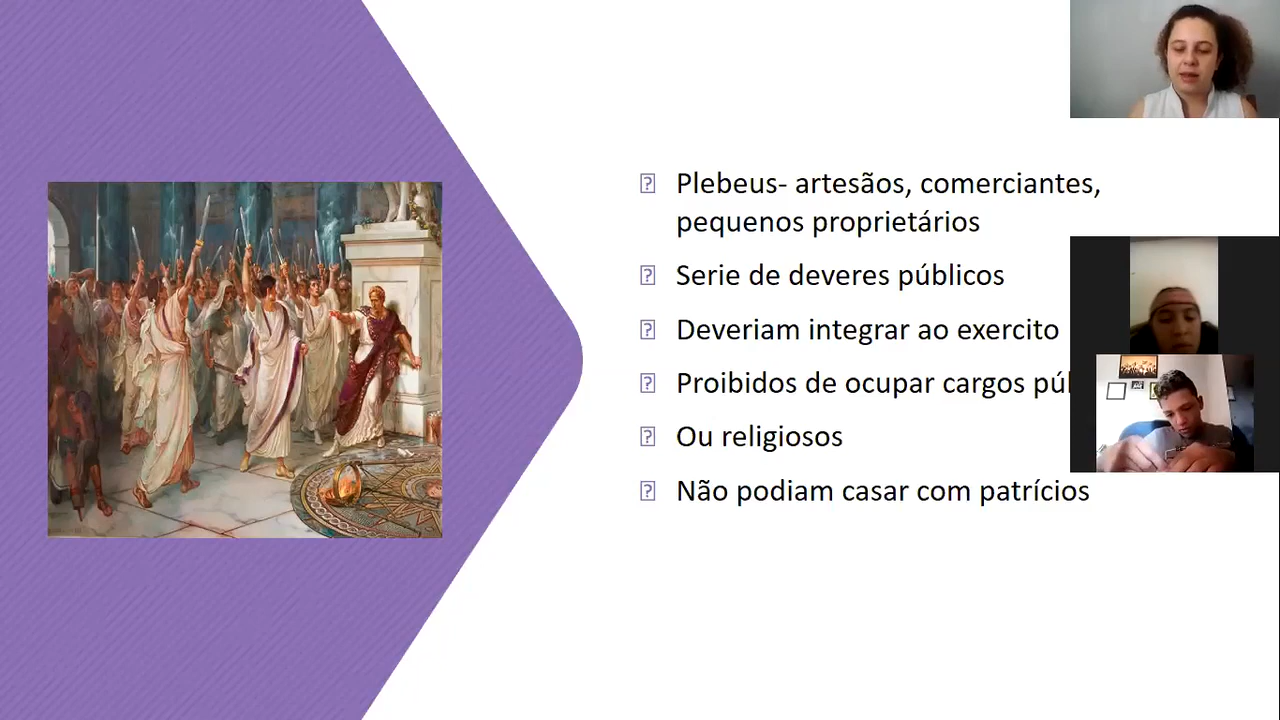 Plebeus- artesãos, comerciantes,
pequenos proprietários
Serie de deveres públicos
Deveriam integrar ao exercito
Proibidos de ocupar cargos
Ou religiosos
Não podiam casar com patrícios